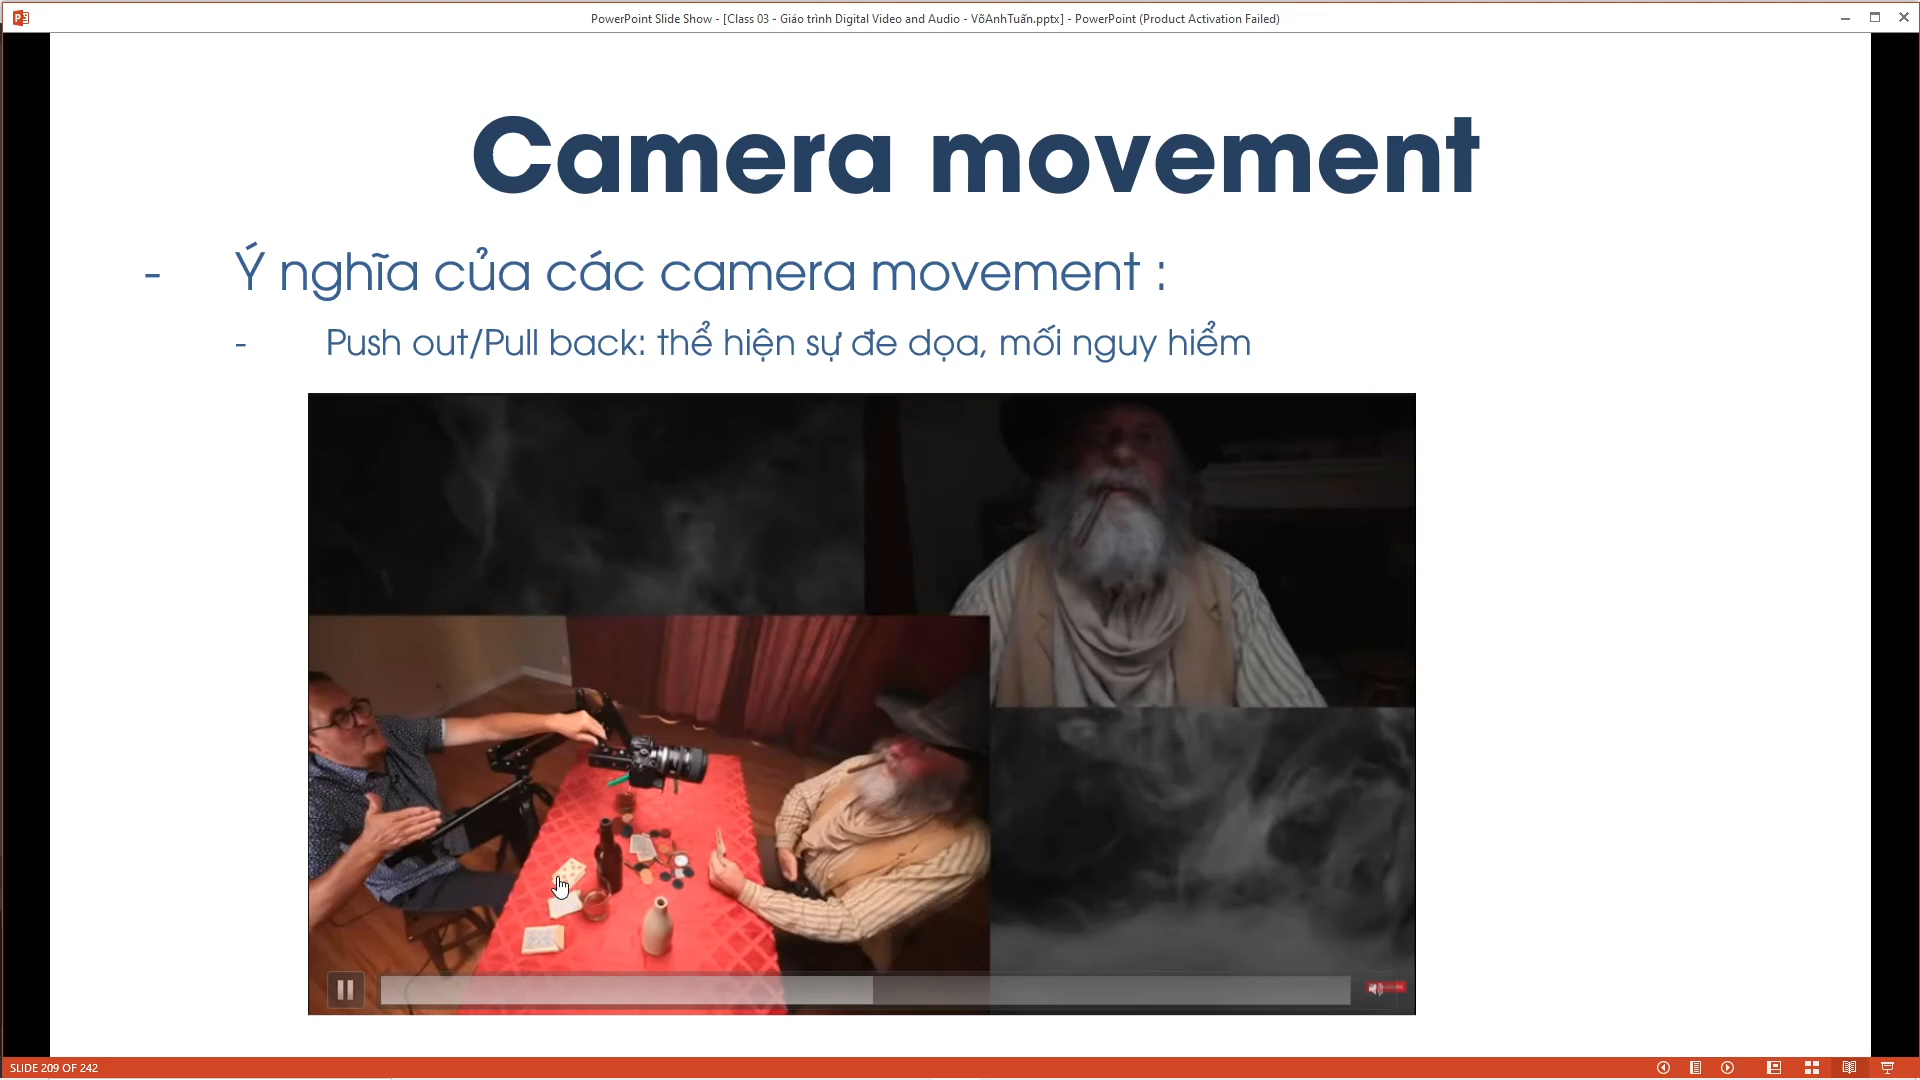 PowerPoint Slide Show - [Class 03 - Giáo trình Digital Video and Audio - VõAnhTuấn.pptx] - PowerPoint (Product Activation Failed)
Camera movement
- Ý nghĩa của các camera movement :
- Push out/Pull back: thể hiện sự đe dọa, mối nguy hiểm
SLIDE 209 OF 242